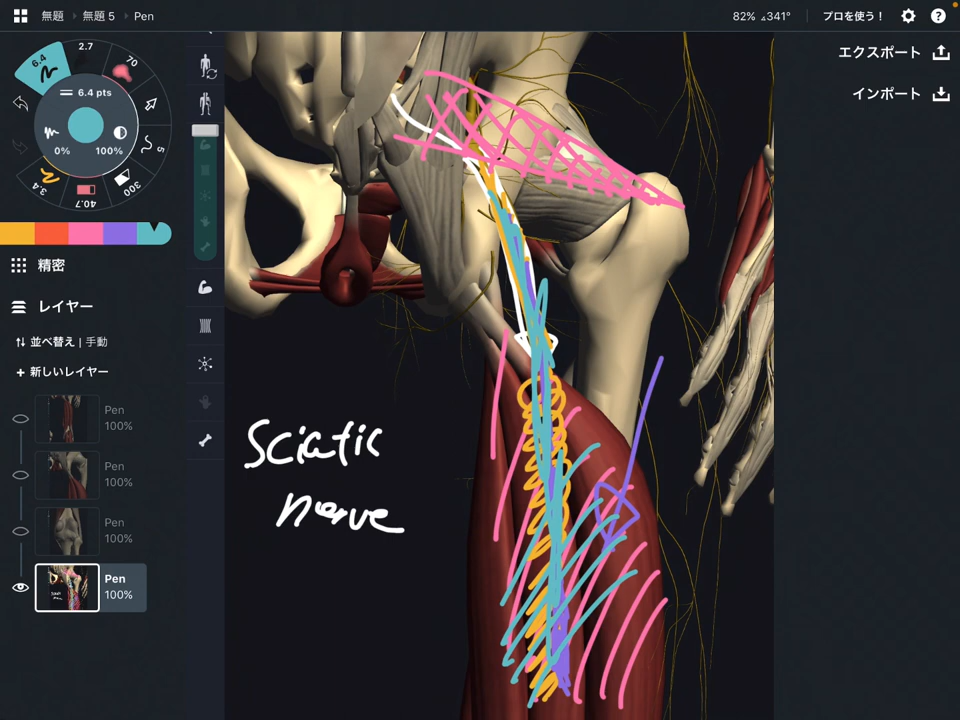 無題 無題 5 Pen
82% ⊿341°
プロを使う！
エクスポート
インポート
2.7
6.4
70
6.4 pts
0% 100%
5
3.4
40.7
300
精密
レイヤー
並べ替え | 手動
+ 新しいレイヤー
Pen
100%
Pen
100%
Pen
100%
Pen
100%
Sciatic
nerve